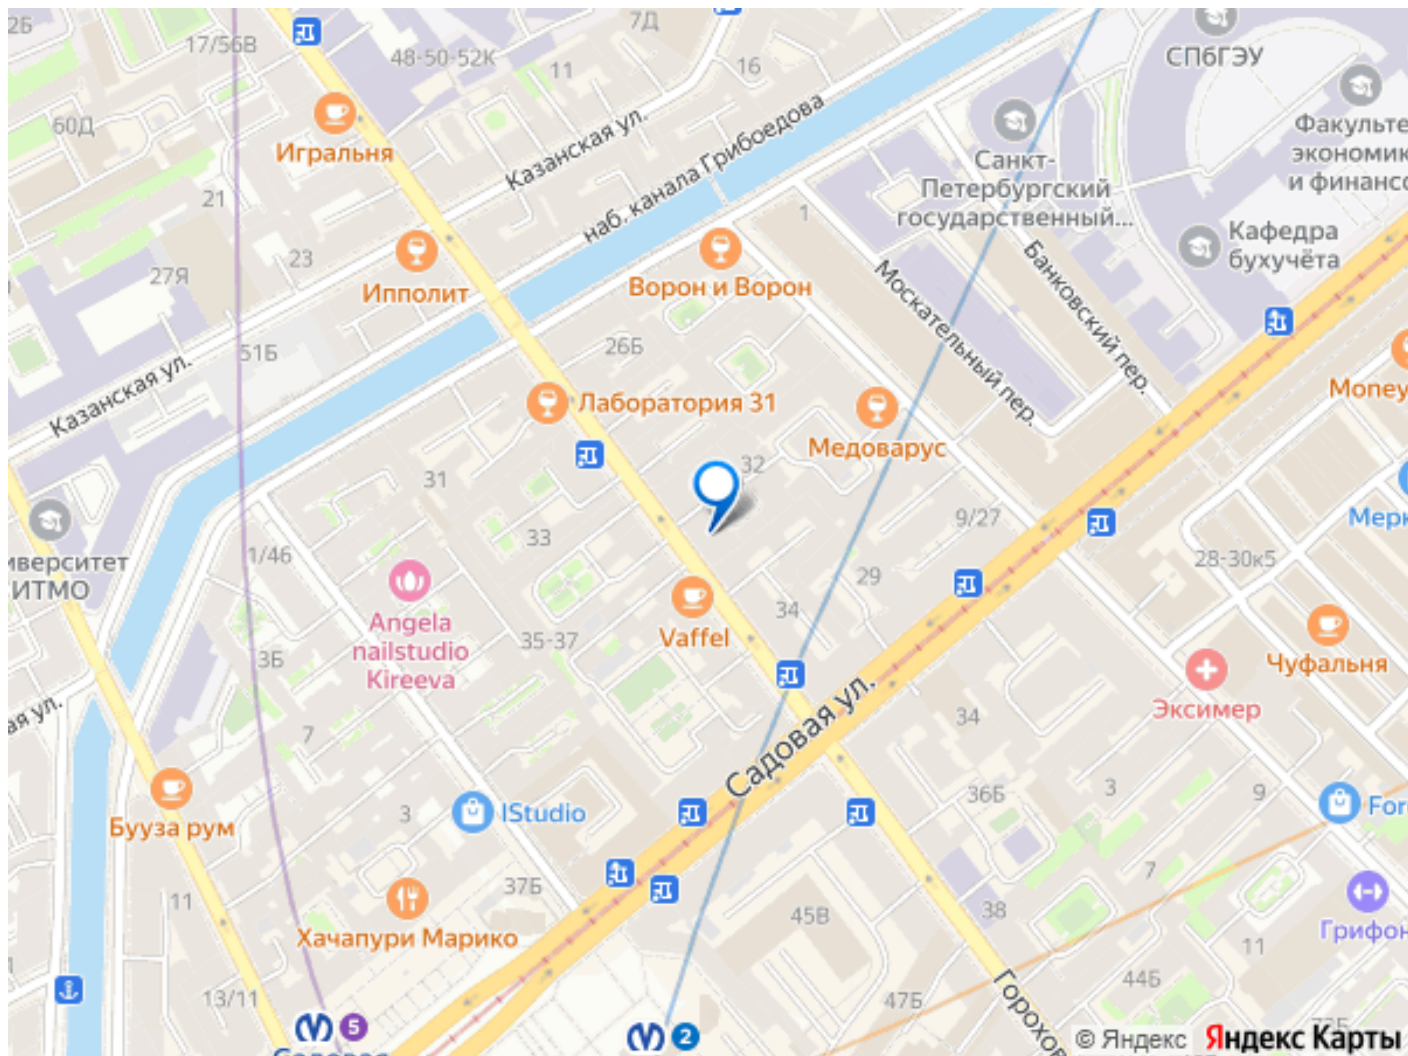 2Б
17/56В
48-50-52К
7Д
11
16
СПбГЭУ
60Д
Игральня
Казанская ул.
наб. канала Грибоедова
Санкт-
Петербургский
государственный...
экономик
и финансо
Кафедра
бухучёта
21
1
23
27Я
Ипполит
Ворон и Ворон
Москательный пер.
Банковский пер.
51Б
26Б
Казанская ул.
Лаборатория 31
Медоварус
Money
31
32
33
9/27
28-30к5
Мерк
иверситет
ИТМО
1/46
Angela
nailstudio
Kireeva
29
34
Vaffel
35-37
3Б
Чуфальня
Эксимер
ая ул.
7
34
Садовая ул.
3
36Б
3
9
For
IStudio
Бууза рум
7
11
37Б
45В
38
Хачапури Марико
Грифон
11
44Б
13/11
47Б
Горохов
5
2
© Яндекс
Яндекс Карты